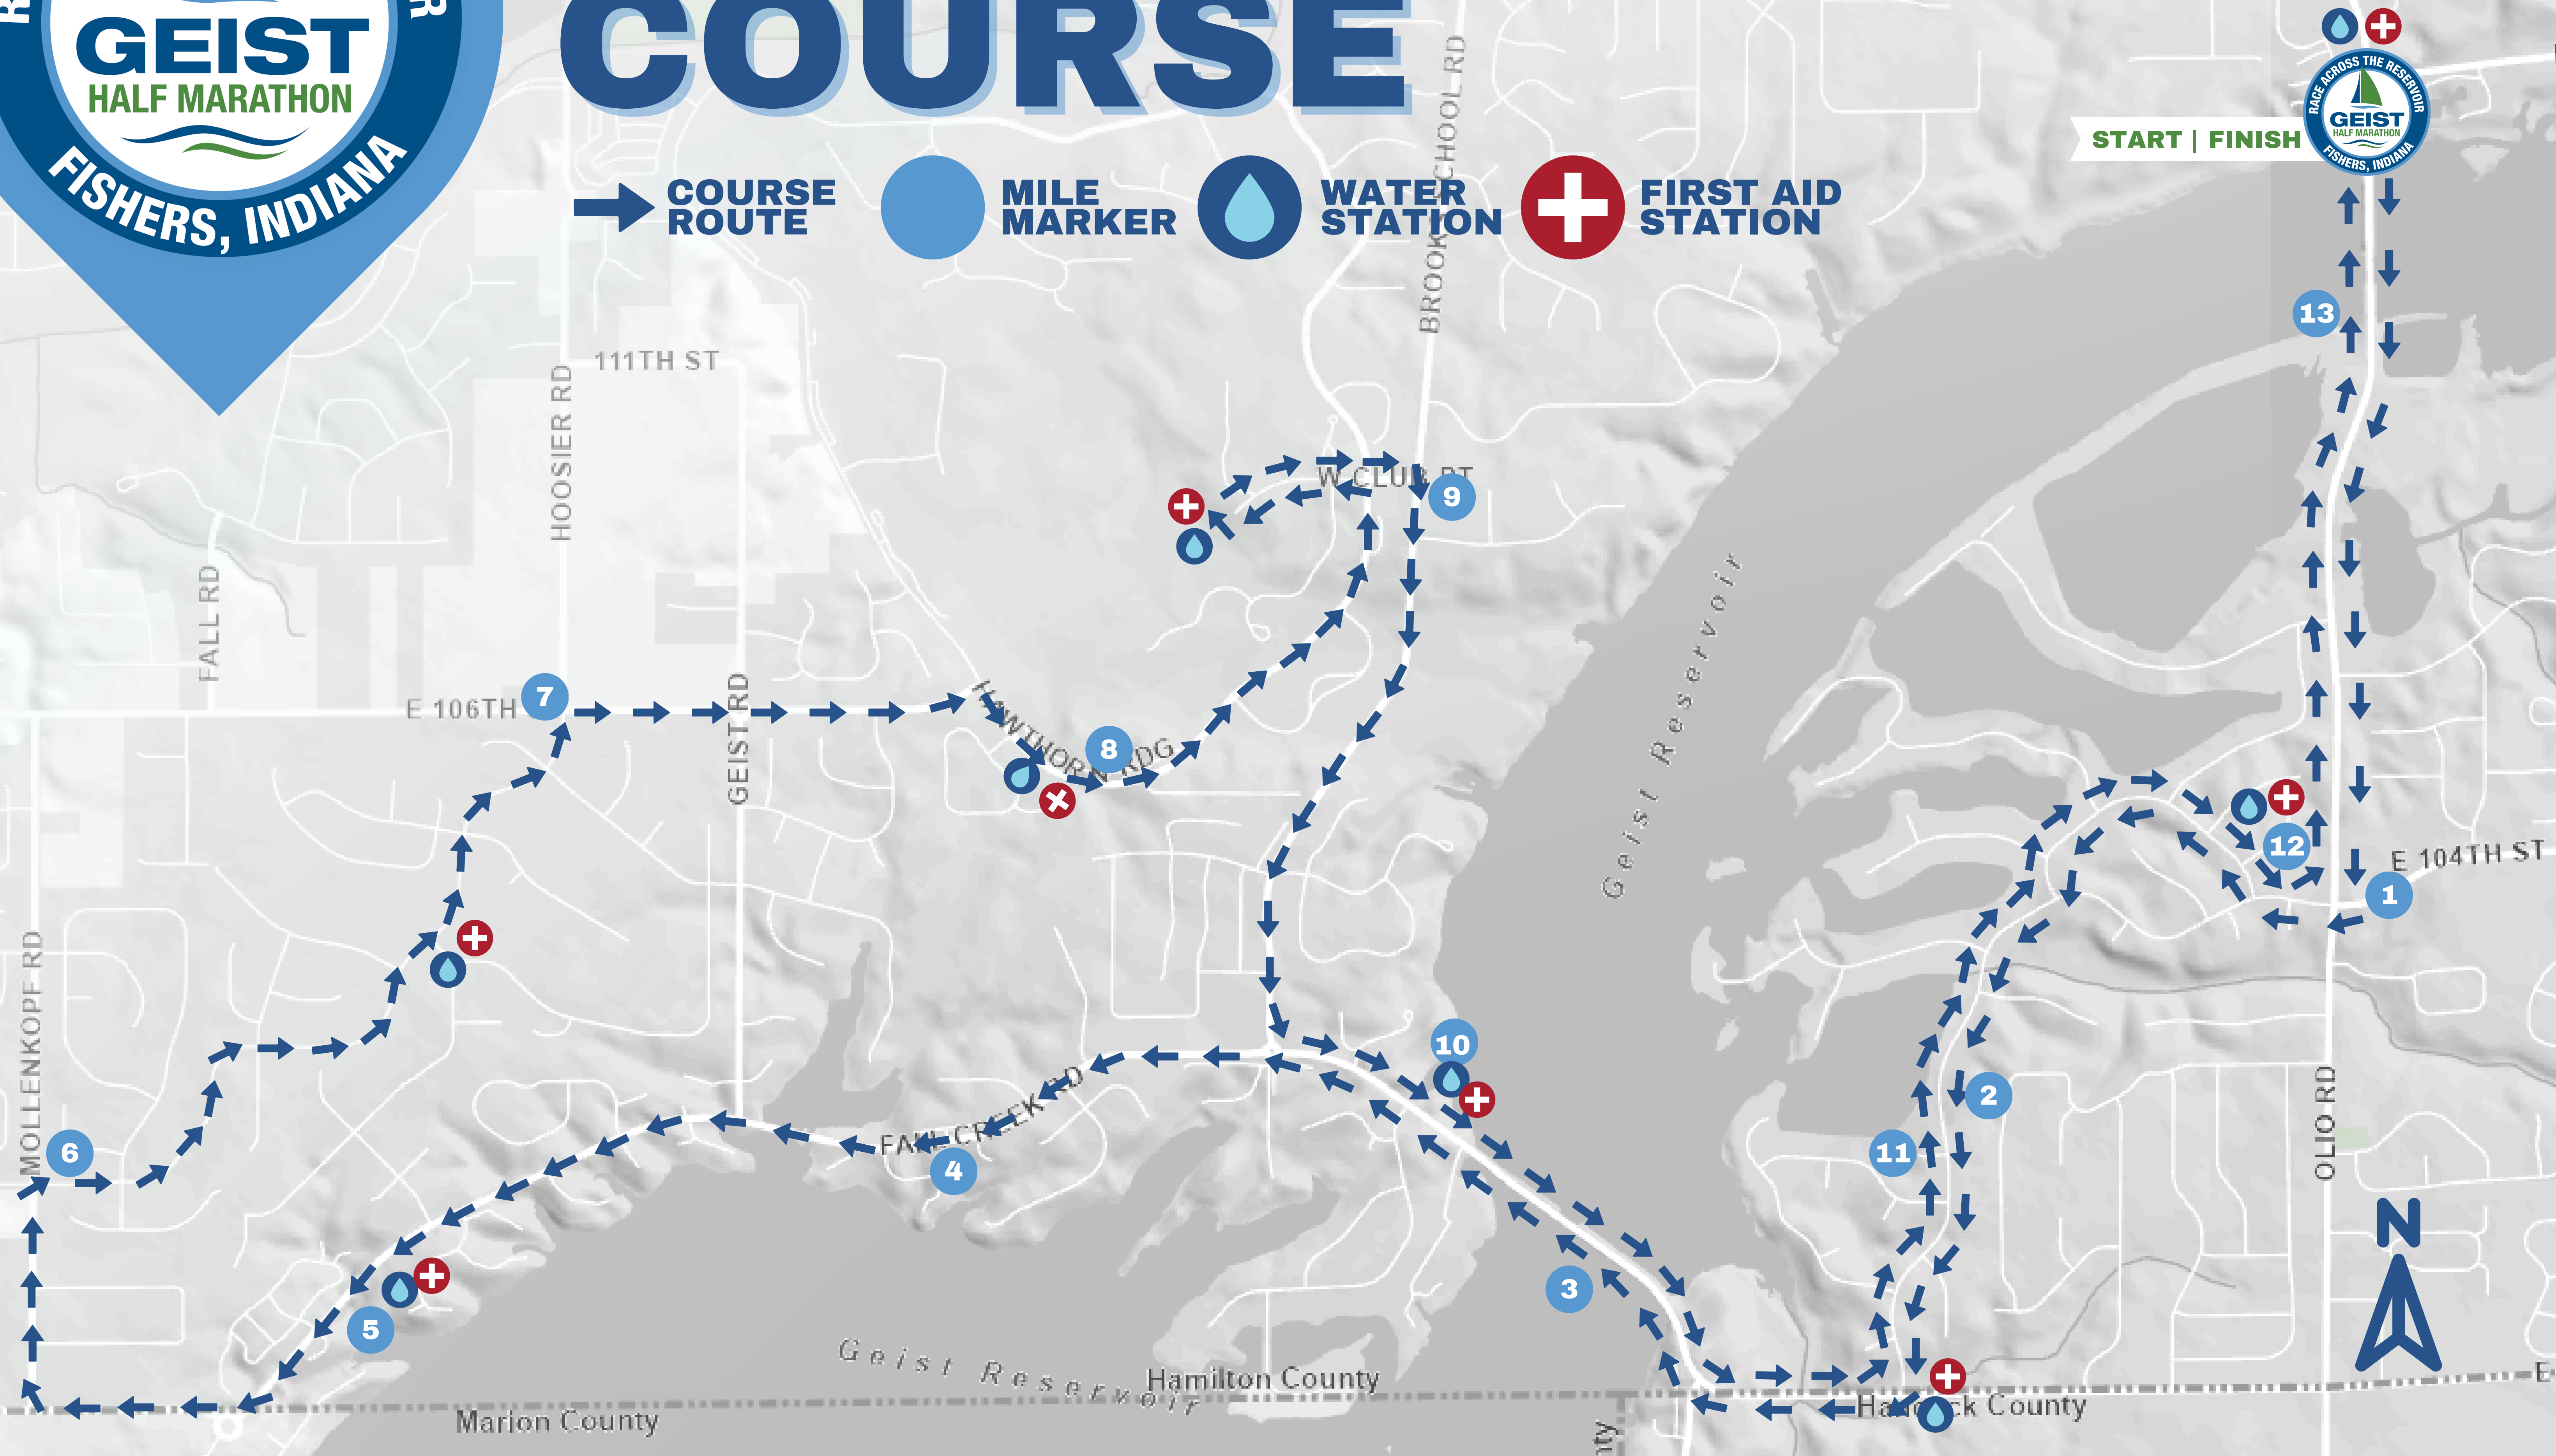 COURSE
GEIST
HALF MARATHON
FISHERS, INDIANA
COURSE
ROUTE
MILE
MARKER
WATER
STATION
FIRST AID
STATION
START | FINISH
RACE ACROSS THE RESERVOIR
GEIST
HALF MARATHON
FISHERS, INDIANA
13
111TH ST
HOOSIER RD
W CLUB PT
9
FALL RD
Geist Reservoir
E 106TH
7
GEIST RD
HAWTHORN RDG
8
12
E 104TH ST
1
MOLLENKOPF RD
10
2
OLIO RD
6
FALL CREEK RD
4
11
N
3
5
Geist Reservoir
Hamilton County
Marion County
Hancock County